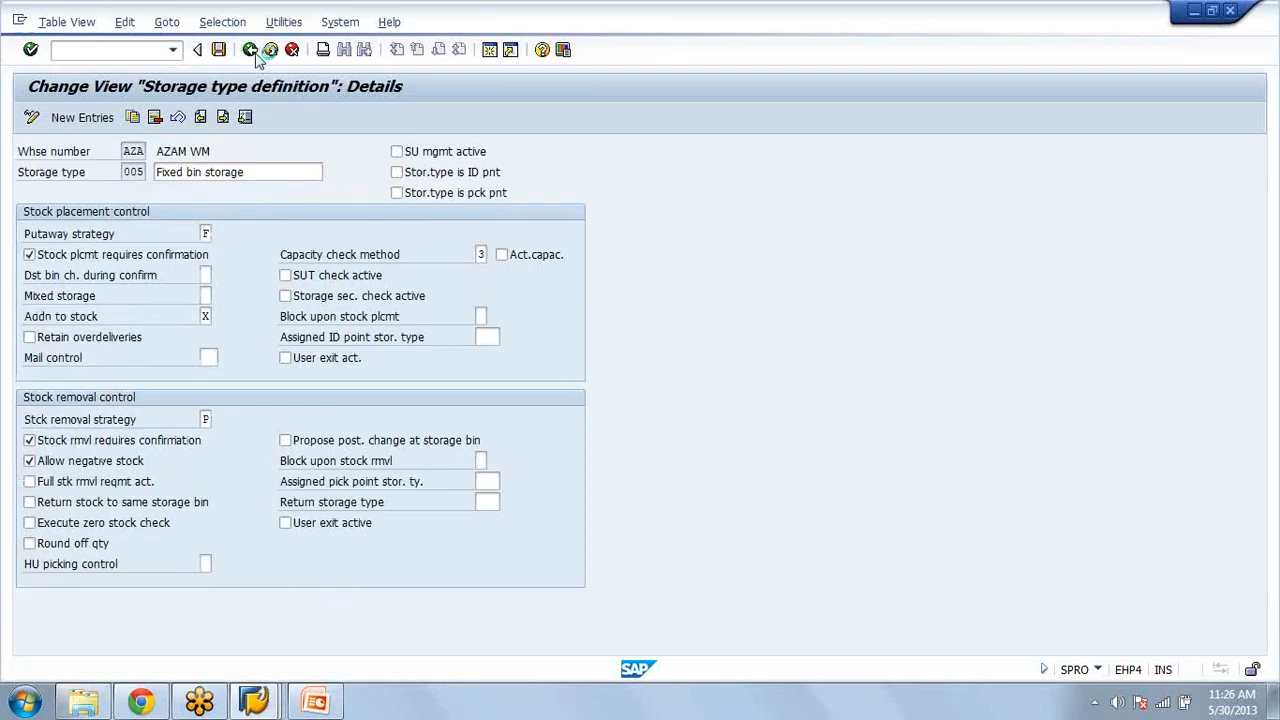 Table View Edit Goto Selection Utilities System Help
Change View "Storage type definition": Details
New Entries
Whse number AZA AZAM WM SU mgmt active
Storage type 005 Fixed bin storage Stor.type is ID pnt
Stor.type is pck pnt
Stock placement control
Putaway strategy F
Stock plcmt requires confirmation Capacity check method 3 Act.capac.
Dst bin ch. during confirm SUT check active
Mixed storage Storage sec. check active
Addn to stock X Block upon stock plcmt
Retain overdeliveries Assigned ID point stor. type
Mail control User exit act.
Stock removal control
Stck removal strategy P
Stock rmvl requires confirmation Propose post. change at storage bin
Allow negative stock Block upon stock rmvl
Full stk rmvl reqmt act. Assigned pick point stor. ty.
Return stock to same storage bin Return storage type
Execute zero stock check User exit active
Round off qty
HU picking control
SAP SPRO EHP4 INS
11:26 AM
5/30/2013